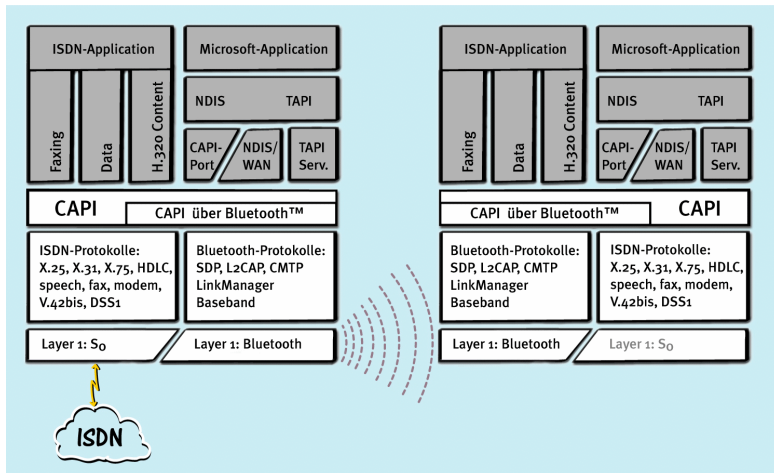 ISDN-Application
Microsoft-Application
Faxing
Data
H.320 Content
NDIS TAPI
CAPI-
Port
NDIS/
WAN
TAPI
Serv.
CAPI
CAPI über Bluetooth™
ISDN-Protokolle:
X.25, X.31, X.75, HDLC,
speech, fax, modem,
V.42bis, DSS1
Bluetooth-Protokolle:
SDP, L2CAP, CMTP
LinkManager
Baseband
Layer 1: S0
Layer 1: Bluetooth
ISDN
ISDN-Application
Microsoft-Application
Faxing
Data
H.320 Content
NDIS TAPI
CAPI-
Port
NDIS/
WAN
TAPI
Serv.
CAPI über Bluetooth™
CAPI
Bluetooth-Protokolle:
SDP, L2CAP, CMTP
LinkManager
Baseband
ISDN-Protokolle:
X.25, X.31, X.75, HDLC,
speech, fax, modem,
V.42bis, DSS1
Layer 1: Bluetooth
Layer 1: S0